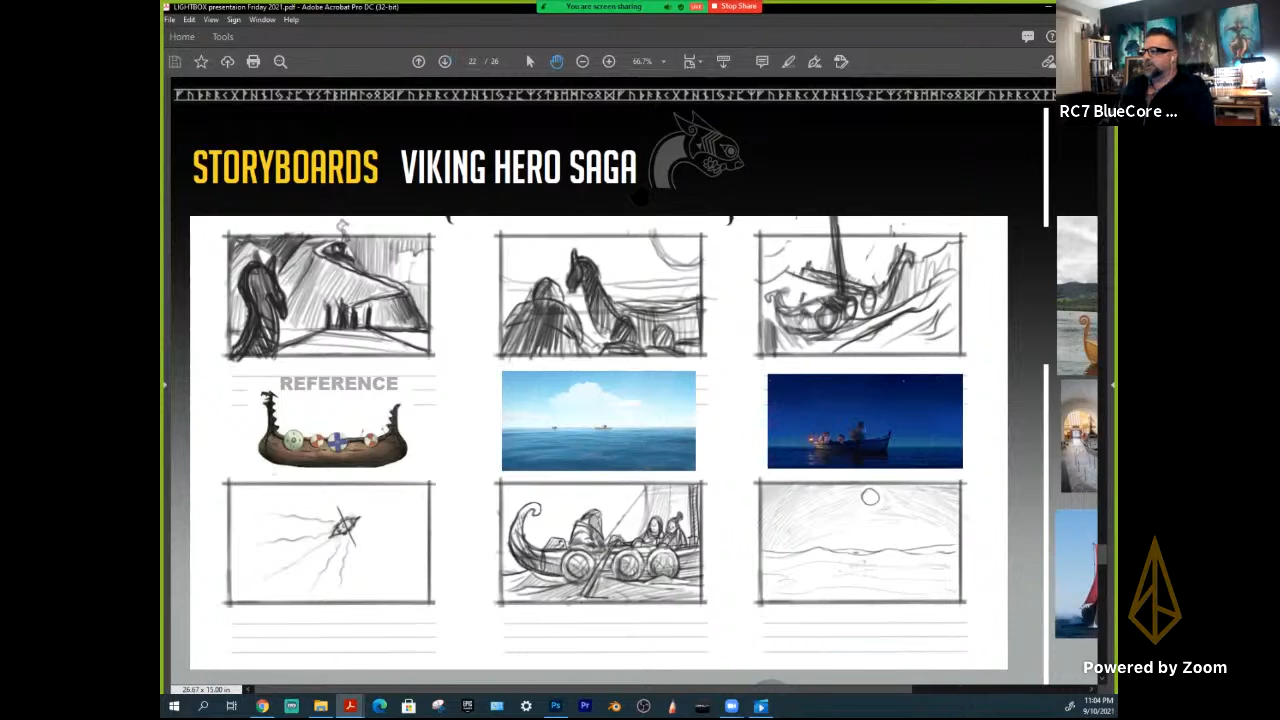 LIGHTBOX presentaion Friday 2021.pdf - Adobe Acrobat Pro DC (32-bit)
You are screen sharing
LIVE
Stop Share
File Edit View Sign Window Help
Home Tools
22 / 26
66.7%
RC7 BlueCore ...
STORYBOARDS VIKING HERO SAGA
REFERENCE
Powered by Zoom
26.67 x 15.00 in
11:04 PM
9/10/2021